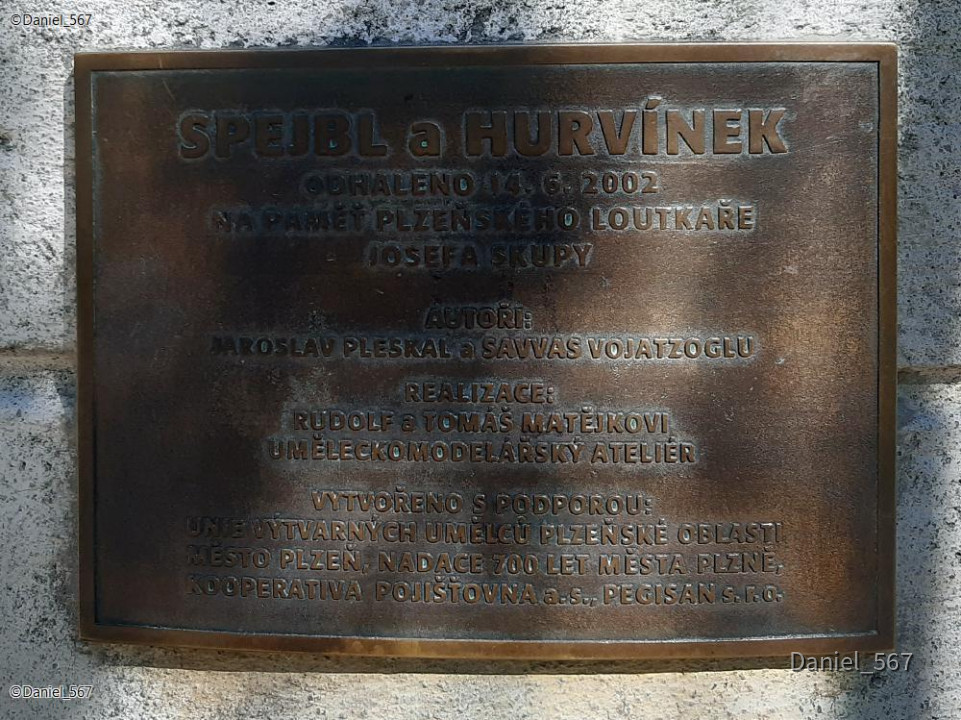 ©Daniel_567
SPEJBL a HURVÍNEK
ODHALENO 14. 6. 2002
NA PAMĚŤ PLZEŇSKÉHO LOUTKAŘE
JOSEFA SKUPY
AUTOŘI:
JAROSLAV PLESKAL a SAVVAS VOJATZOGLU
REALIZACE:
RUDOLF a TOMÁŠ MATĚJKOVI
UMĚLECKOMODELÁŘSKÝ ATELIÉR
VYTVOŘENO S PODPOROU:
UNIE VÝTVARNÝCH UMĚLCŮ PLZEŇSKÉ OBLASTI,
MĚSTO PLZEŇ, NADACE 700 LET MĚSTA PLZNĚ,
KOOPERATIVA POJIŠŤOVNA a.s., PEGISAN s. r.o.
Daniel_567
©Daniel_567